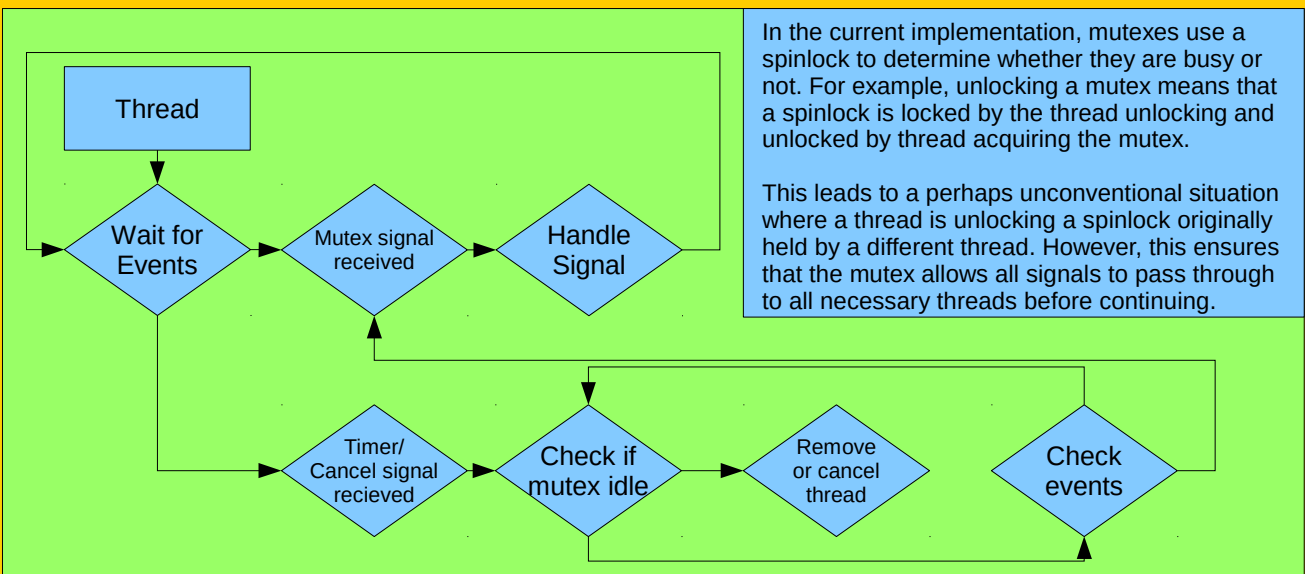 In the current implementation, mutexes use a
spinlock to determine whether they are busy or
not. For example, unlocking a mutex means that
a spinlock is locked by the thread unlocking and
unlocked by thread acquiring the mutex.
This leads to a perhaps unconventional situation
where a thread is unlocking a spinlock originally
held by a different thread. However, this ensures
that the mutex allows all signals to pass through
to all necessary threads before continuing.
Thread
Wait for
Events
Mutex signal
received
Handle
Signal
Timer/
Cancel signal
recieved
Check if
mutex idle
Remove
or cancel
thread
Check
events